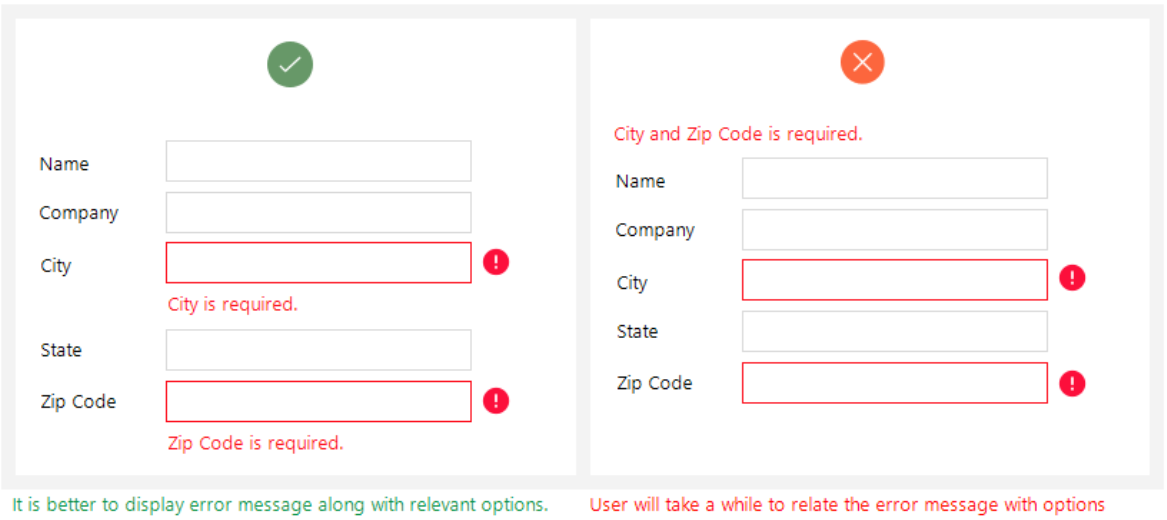 Name
Company
City
City is required.
State
Zip Code
Zip Code is required.
It is better to display error message along with relevant options.
City and Zip Code is required.
Name
Company
City
State
Zip Code
User will take a while to relate the error message with options